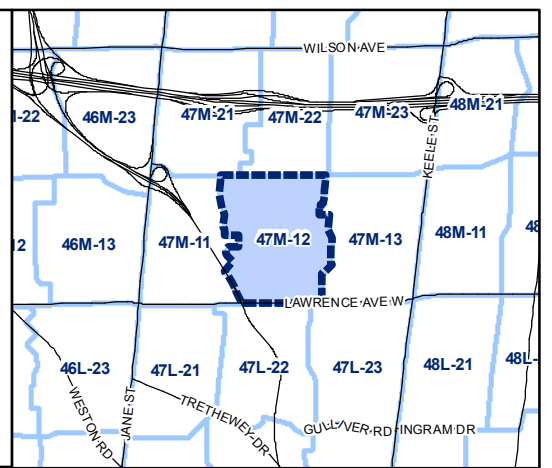 WILSON AVE
1-22
46M-23
47M-21
47M-22
47M-23
48M-21
KEELE ST
12
46M-13
47M-11
47M-12
47M-13
48M-11
48
LAWRENCE AVE W
46L-23
47L-21
47L-22
47L-23
48L-21
48L-
WESTON RD
JANE ST
TRETHEWEY DR
GULLIVER RD
INGRAM DR